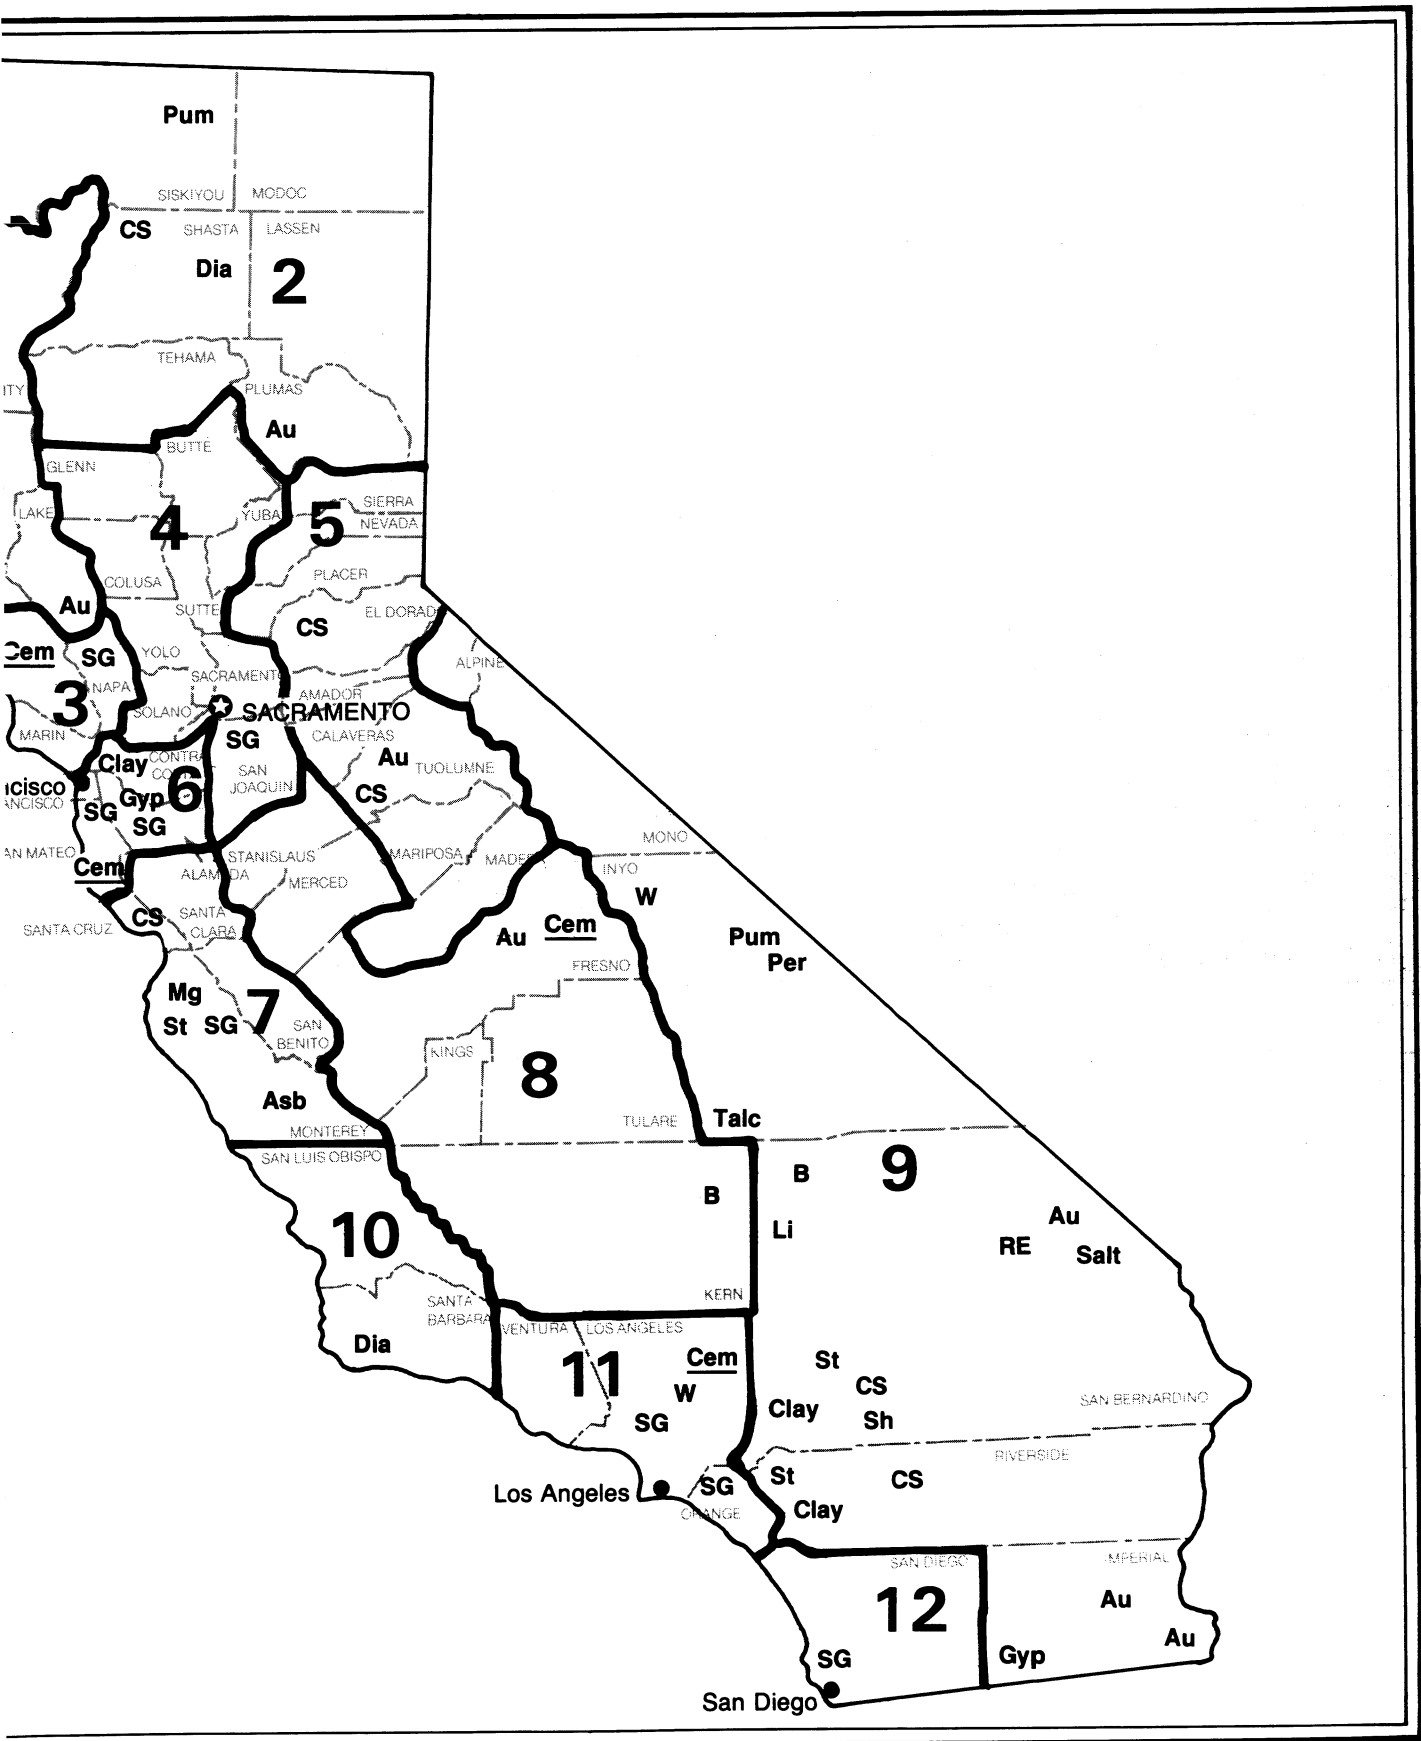 Pum
SISKIYOU
MODOC
CS
SHASTA
LASSEN
Dia
2
TEHAMA
ITY
PLUMAS
Au
BUTTE
GLENN
SIERRA
LAKE
4
YUBA
5
NEVADA
COLUSA
PLACER
Au
SUTTE
EL DORADO
CS
Cem
SG
YOLO
ALPINE
3
NAPA
SACRAMENTO
AMADOR
SOLANO
SACRAMENTO
MARIN
SG
CALAVERAS
Clay
CONTRA
Au
TUOLUMNE
SAN
JOAQUIN
ncisco
ANCISCO
Gyp
6
CS
SG
SG
MONO
AN MATEO
STANISLAUS
MARIPOSA
MADERA
INYO
Cem
ALAMEDA
MERCED
W
CS
SANTA
CLARA
SANTA CRUZ
Au
Cem
Pum
Per
FRESNO
Mg
St
SG
7
SAN
BENITO
KINGS
8
Asb
MONTEREY
TULARE
Talc
SAN LUIS OBISPO
B
B
9
10
Li
Au
RE
Salt
SANTA
BARBARA
KERN
VENTURA
LOS ANGELES
Dia
11
Cem
W
SG
St
CS
Clay
Sh
SAN BERNARDINO
RIVERSIDE
Los Angeles
SG
St
CS
ORANGE
Clay
SAN DIEGO
IMPERIAL
12
Au
SG
Gyp
Au
San Diego